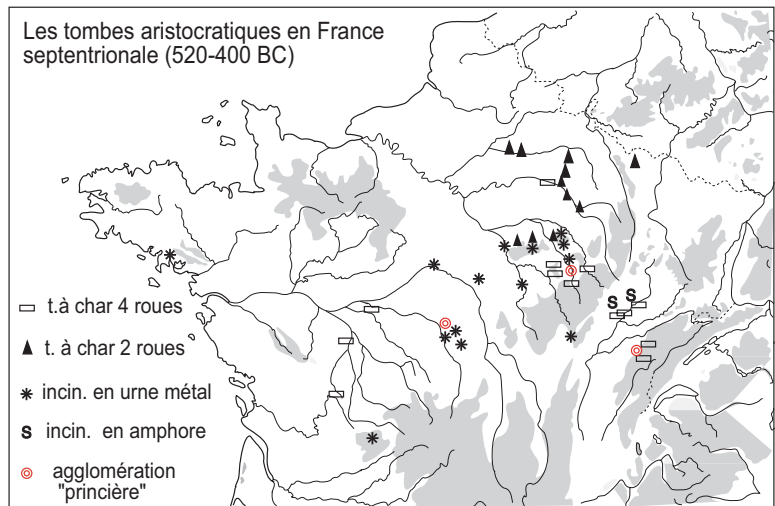 Les tombes aristocratiques en France
septentrionale (520-400 BC)
t.à char 4 roues
t. à char 2 roues
incin. en urne métal
S incin. en amphore
agglomération
"princière"
S S